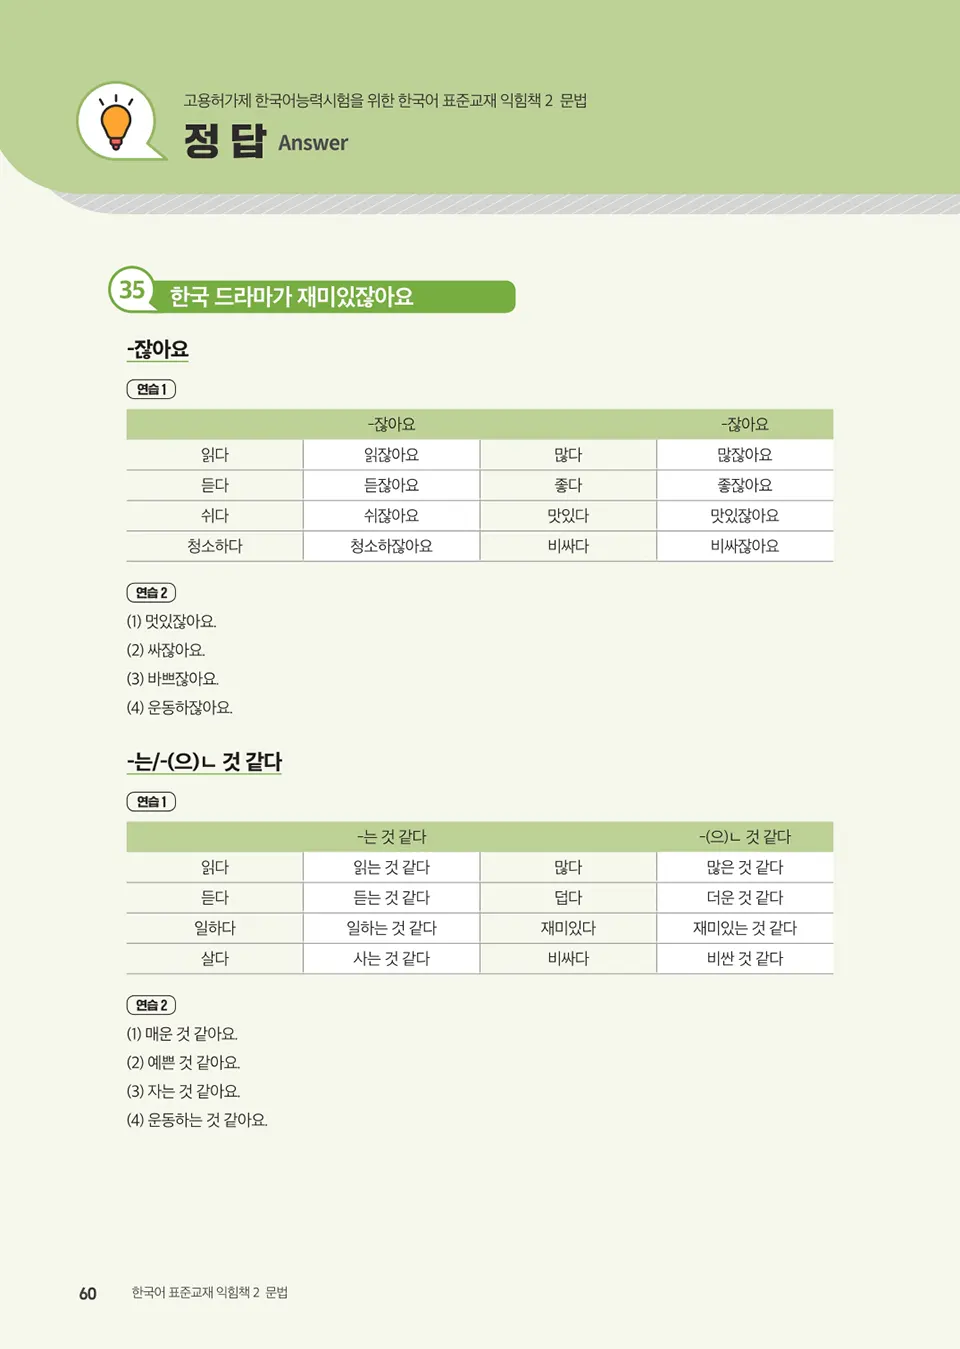 고용허가제 한국어능력시험을 위한 한국어 표준교재 익힘책 2 문법
정 답 Answer
35 한국 드라마가 재미있잖아요
-잖아요
연습 1
-잖아요 -잖아요
읽다 읽잖아요 많다 많잖아요
듣다 듣잖아요 좋다 좋잖아요
쉬다 쉬잖아요 맛있다 맛있잖아요
청소하다 청소하잖아요 비싸다 비싸잖아요
연습 2
(1) 멋있잖아요.
(2) 싸잖아요.
(3) 바쁘잖아요.
(4) 운동하잖아요.
-는/-(으)ㄴ 것 같다
연습 1
-는 것 같다 -(으)ㄴ 것 같다
읽다 읽는 것 같다 많다 많은 것 같다
듣다 듣는 것 같다 덥다 더운 것 같다
일하다 일하는 것 같다 재미있다 재미있는 것 같다
살다 사는 것 같다 비싸다 비싼 것 같다
연습 2
(1) 매운 것 같아요.
(2) 예쁜 것 같아요.
(3) 자는 것 같아요.
(4) 운동하는 것 같아요.
60 한국어 표준교재 익힘책 2 문법